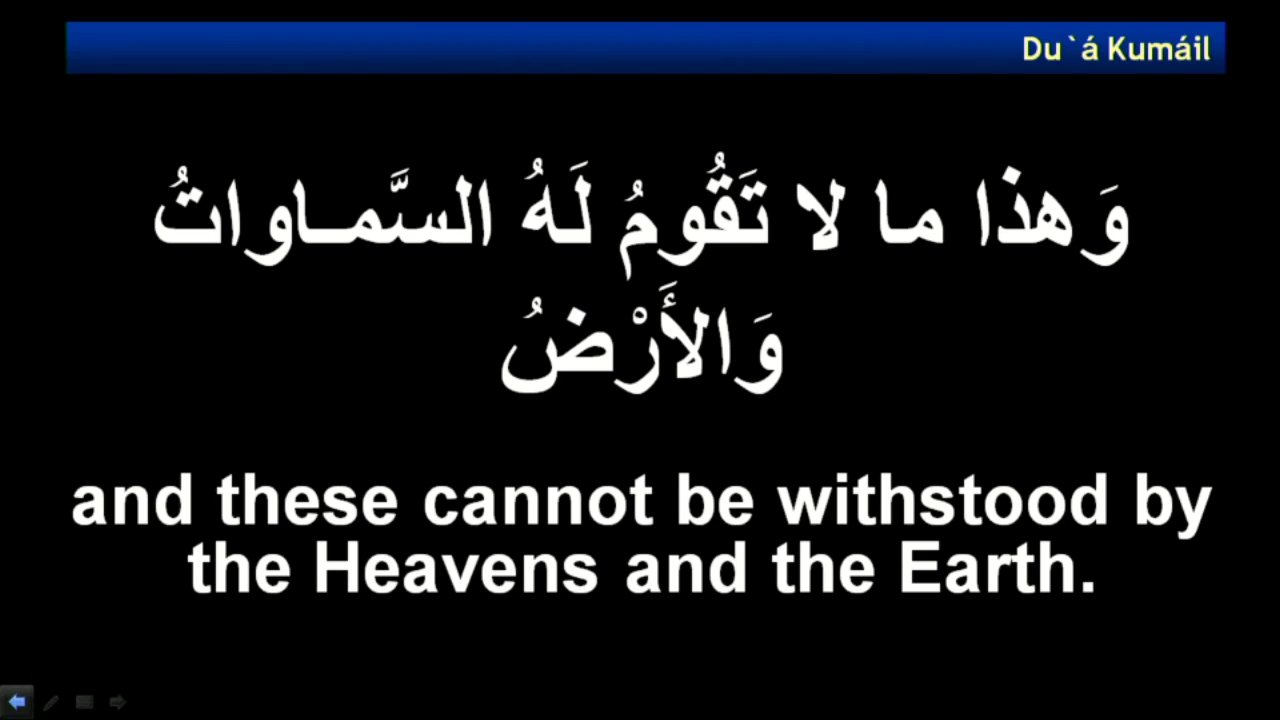 Du`á Kumáil
وَهذا ما لا تَقُومُ لَهُ السَّمـاواتُ
وَالأَرْضُ
and these cannot be withstood by
the Heavens and the Earth.